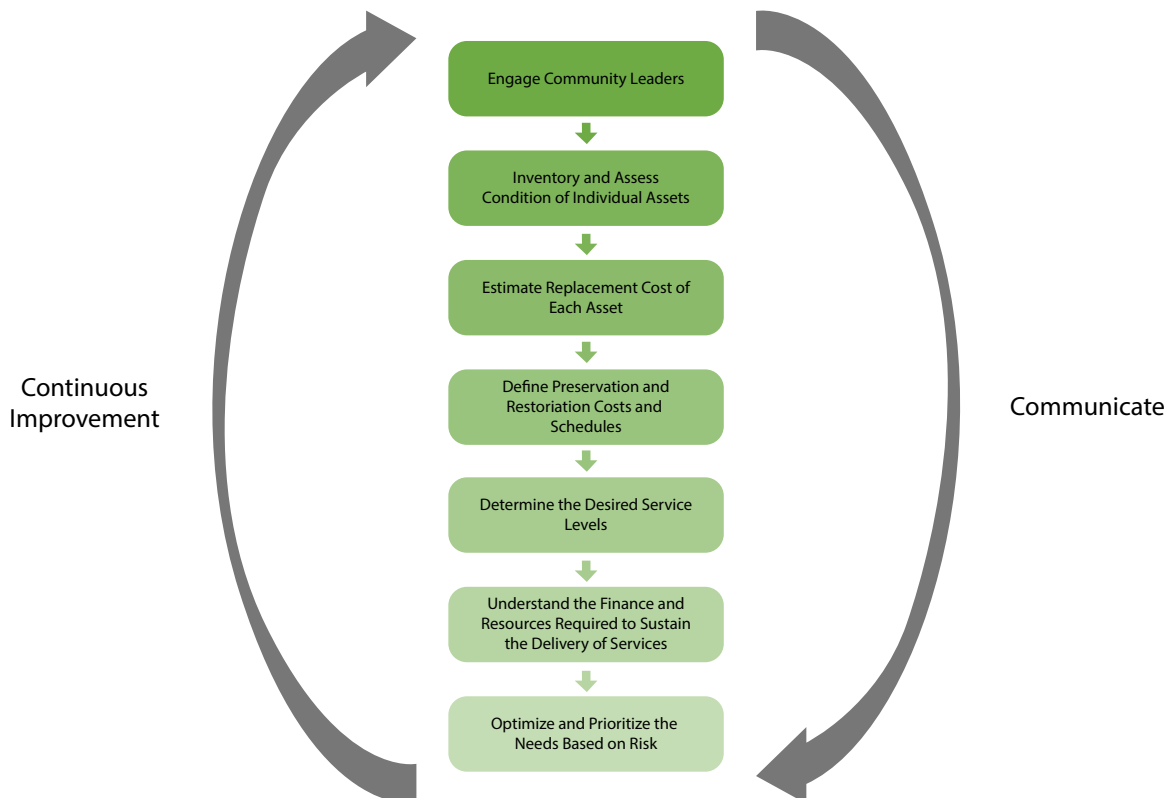 Engage Community Leaders
Inventory and Assess
Condition of Individual Assets
Estimate Replacement Cost of
Each Asset
Define Preservation and
Restoriation Costs and
Schedules
Determine the Desired Service
Levels
Understand the Finance and
Resources Required to Sustain
the Delivery of Services
Optimize and Prioritize the
Needs Based on Risk
Continuous
Improvement
Communicate